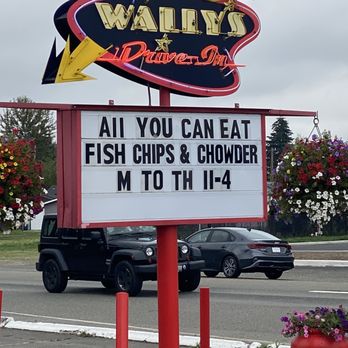 WALLY'S
Drive-In
All YOU CAN EAT
FISH CHIPS & CHOWDER
M TO TH 11-4